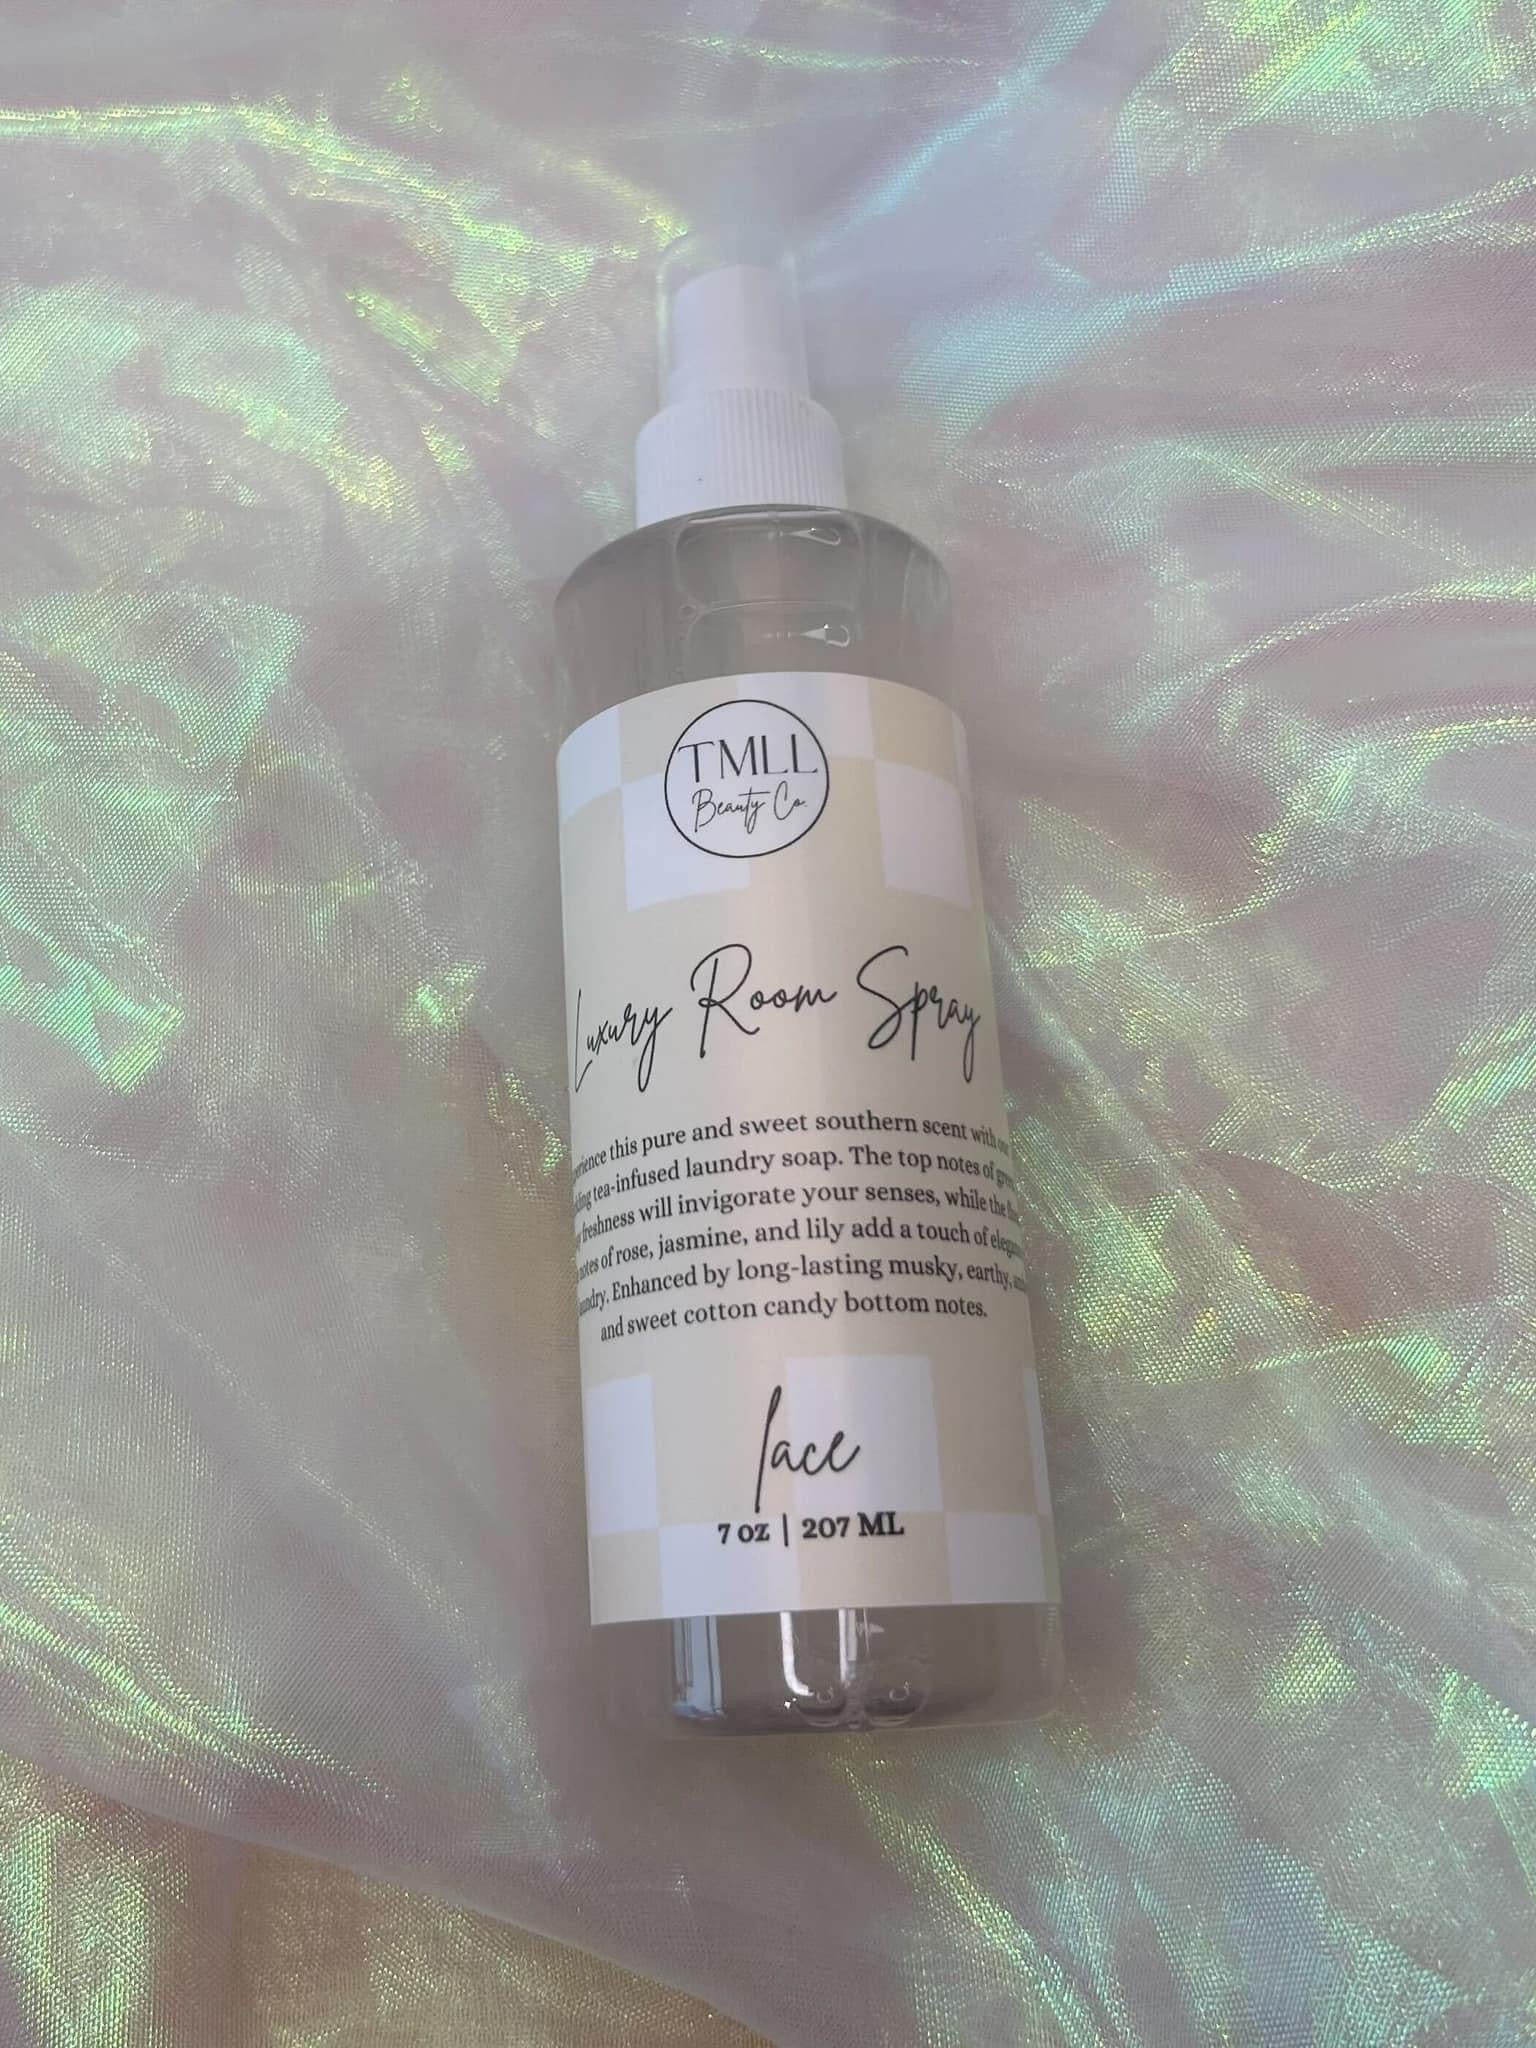 TMLL
Beauty Co.
Luxury Room Spray
this pure and sweet southern scent with
tea-infused laundry soap. The top notes of
freshness will invigorate your senses, while the
notes of rose, jasmine, and lily add a touch of
Enhanced by long-lasting musky, earthy,
and sweet cotton candy bottom notes.
lace
7 oz | 207 ML